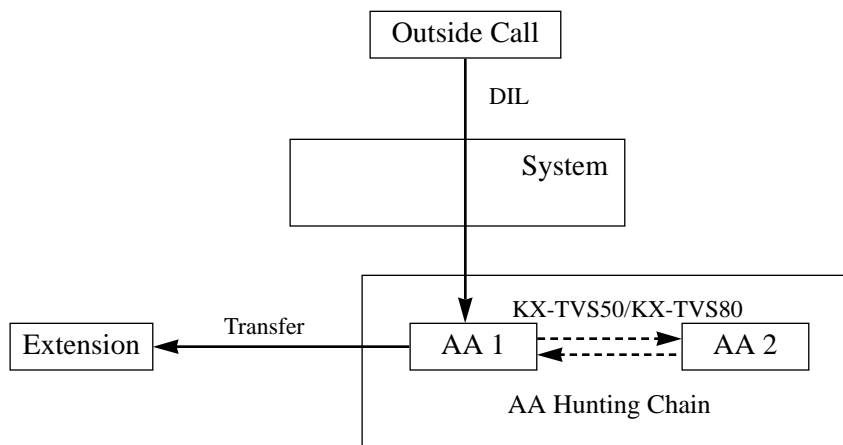 Outside Call
DIL
System
KX-TVS50/KX-TVS80
Transfer
Extension
AA 1
AA 2
AA Hunting Chain